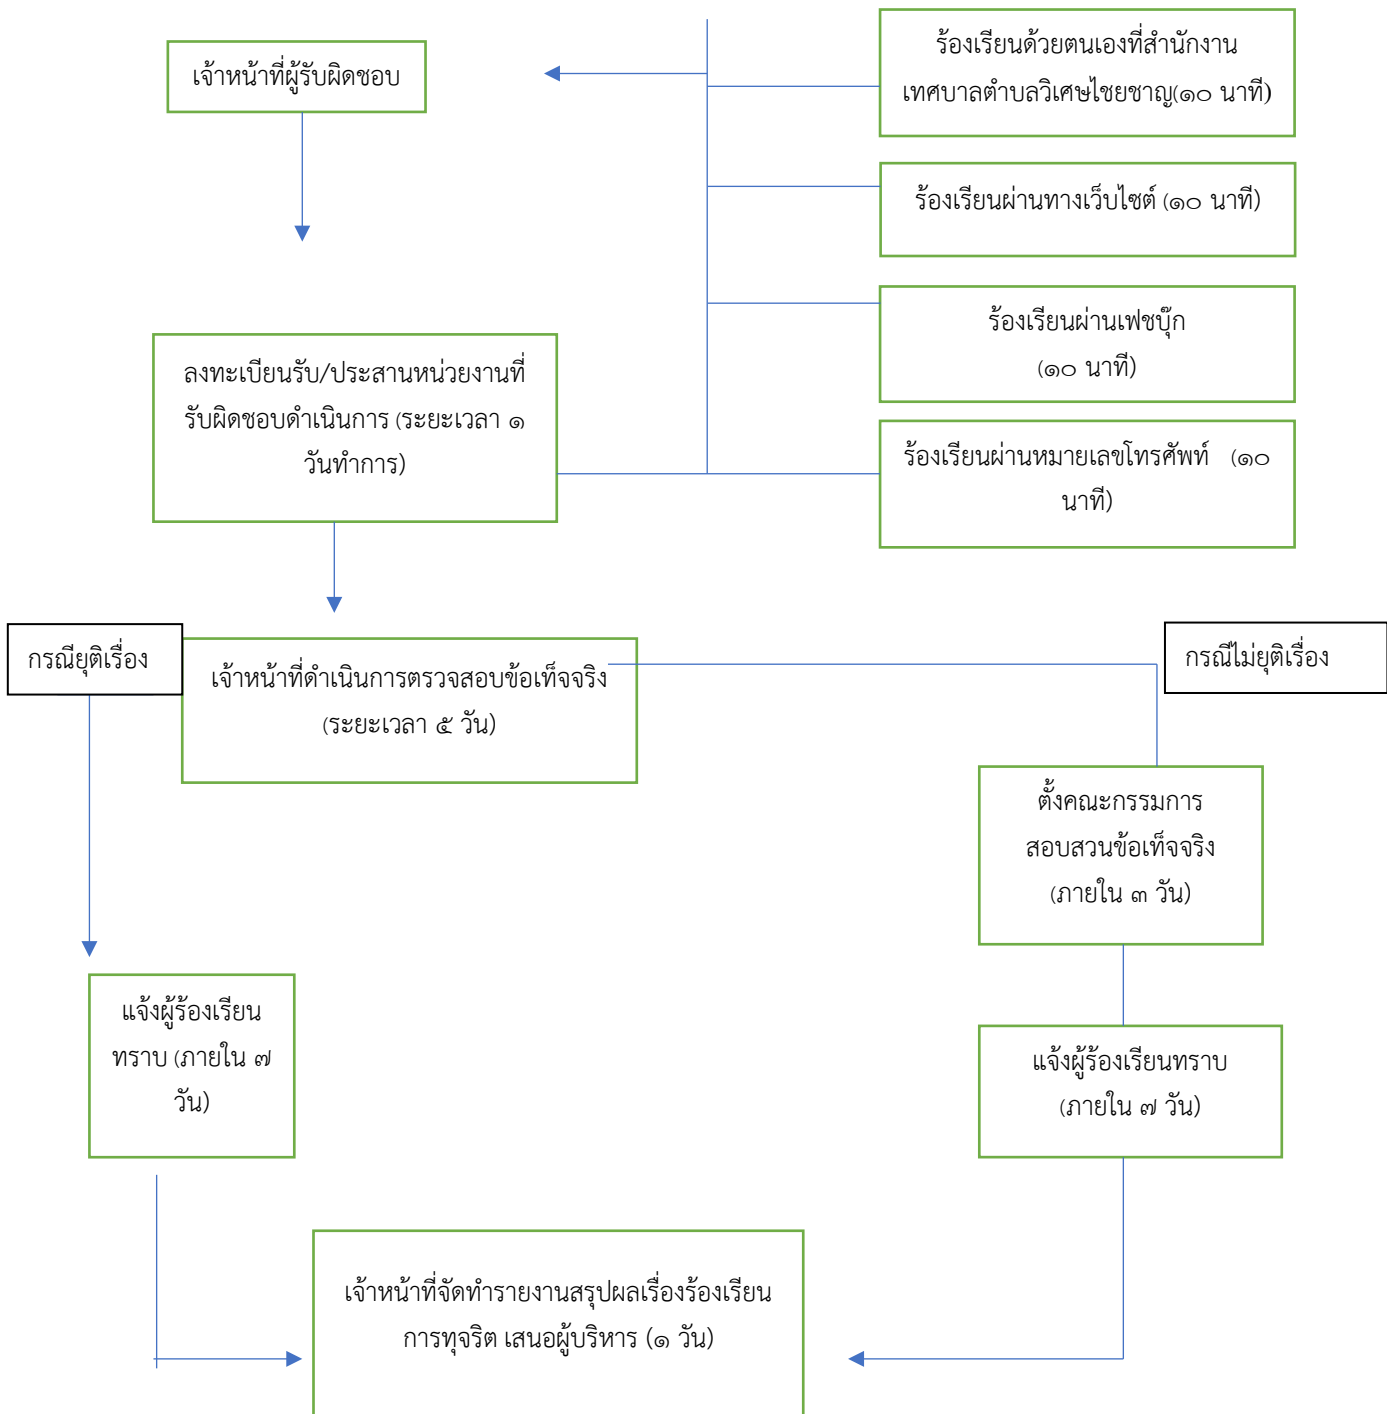 เจ้าหน้าที่ผู้รับผิดชอบ
ร้องเรียนด้วยตนเองที่สำนักงาน
เทศบาลตำบลวิเศษไชยชาญ(๑๐ นาที)
ร้องเรียนผ่านทางเว็บไซต์ (๑๐ นาที)
ร้องเรียนผ่านเฟซบุ๊ก
(๑๐ นาที)
ร้องเรียนผ่านหมายเลขโทรศัพท์ (๑๐
นาที)
ลงทะเบียนรับ/ประสานหน่วยงานที่
รับผิดชอบดำเนินการ (ระยะเวลา ๑
วันทำการ)
กรณียุติเรื่อง
เจ้าหน้าที่ดำเนินการตรวจสอบข้อเท็จจริง
(ระยะเวลา ๕ วัน)
กรณีไม่ยุติเรื่อง
ตั้งคณะกรรมการ
สอบสวนข้อเท็จจริง
(ภายใน ๓ วัน)
แจ้งผู้ร้องเรียน
ทราบ (ภายใน ๗
วัน)
แจ้งผู้ร้องเรียนทราบ
(ภายใน ๗ วัน)
เจ้าหน้าที่จัดทำรายงานสรุปผลเรื่องร้องเรียน
การทุจริต เสนอผู้บริหาร (๑ วัน)